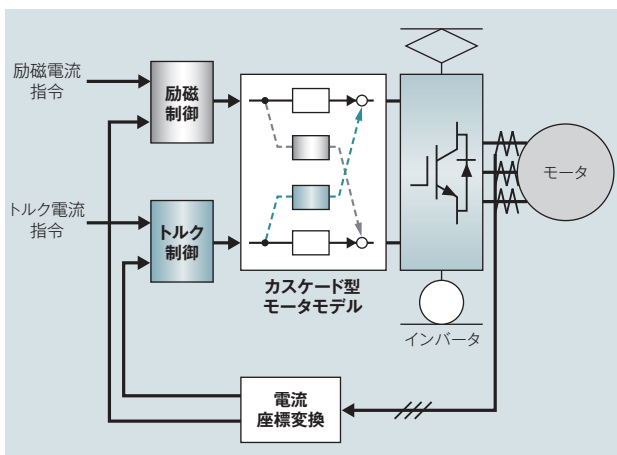 励磁電流
指令
励磁
制御
トルク電流
指令
トルク
制御
カスケード型
モータモデル
モータ
インバータ
電流
座標変換